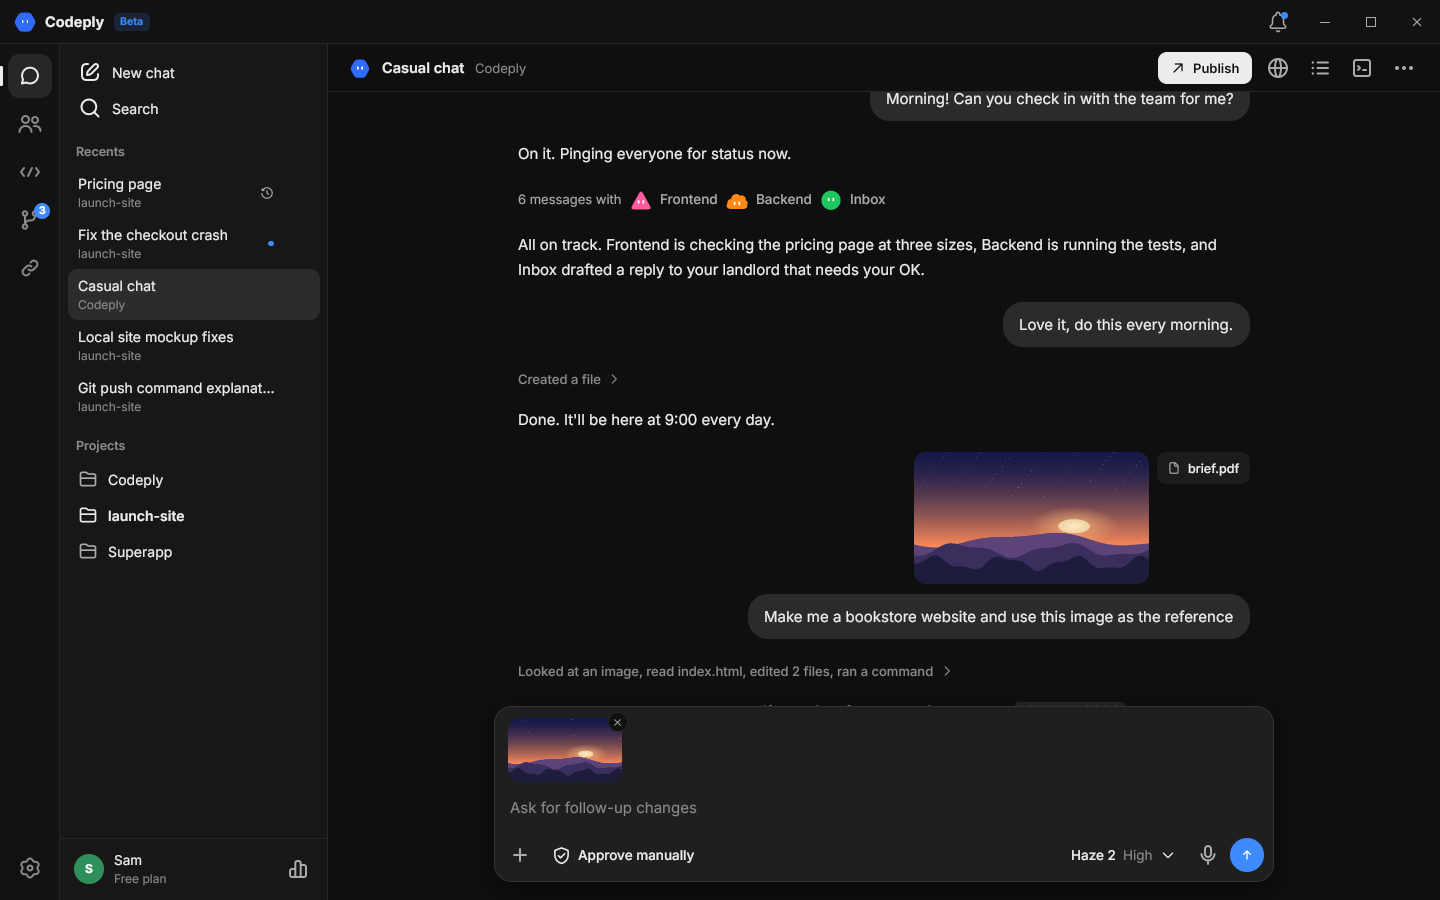 Codeply Beta
New chat
Search
Recents
Pricing page
launch-site
Fix the checkout crash
launch-site
Casual chat
Codeply
Local site mockup fixes
launch-site
Git push command explanat...
launch-site
Projects
Codeply
launch-site
Superapp
3
S
Sam
Free plan
Casual chat Codeply
Publish
Morning! Can you check in with the team for me?
On it. Pinging everyone for status now.
6 messages with Frontend Backend Inbox
All on track. Frontend is checking the pricing page at three sizes, Backend is running the tests, and
Inbox drafted a reply to your landlord that needs your OK.
Love it, do this every morning.
Created a file
Done. It'll be here at 9:00 every day.
brief.pdf
Make me a bookstore website and use this image as the reference
Looked at an image, read index.html, edited 2 files, ran a command
Ask for follow-up changes
Approve manually
Haze 2 High